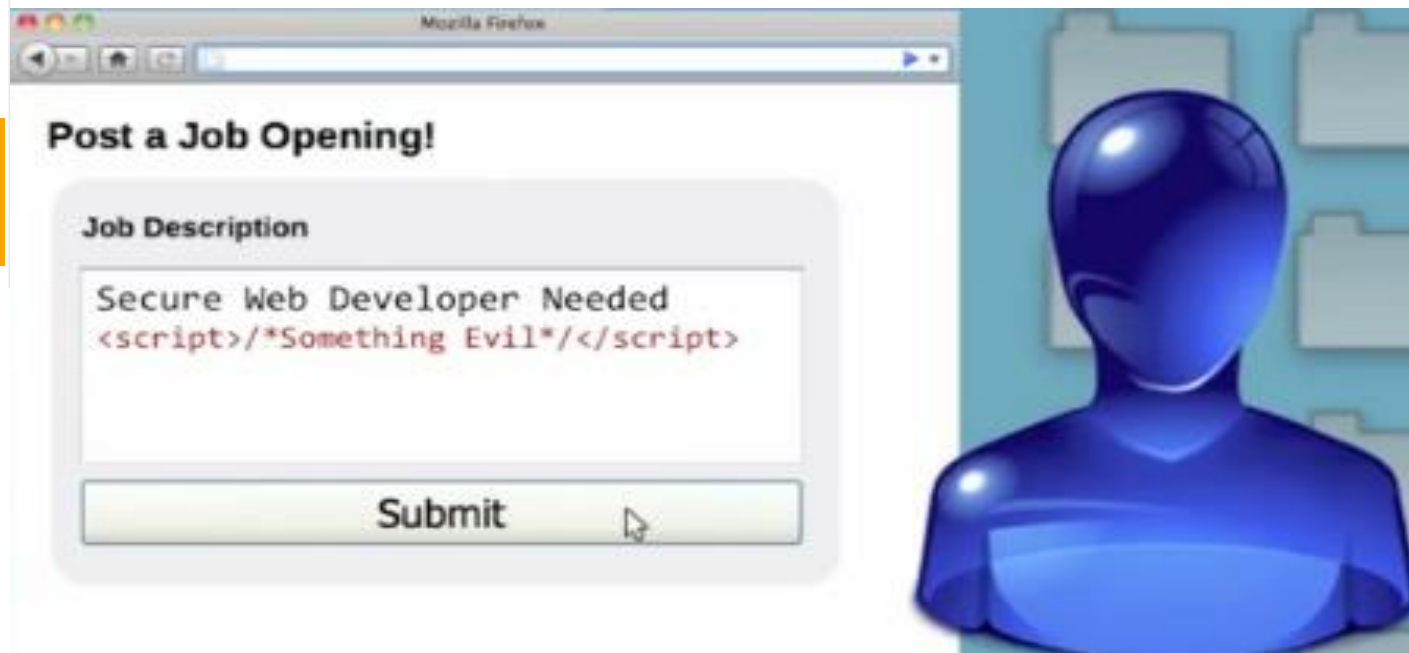 Mozilla Firefox
Post a Job Opening!
Job Description
Secure Web Developer Needed
<script>/*Something Evil*/</script>
Submit